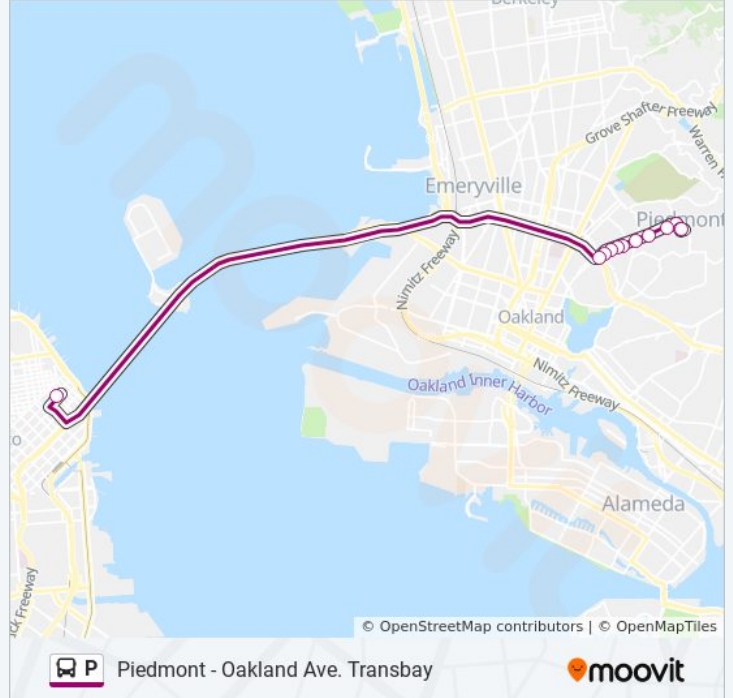 Berkeley
Grove Shafter Freeway
Warren
Emeryville
Piedmont
Nimitz Freeway
Oakland
Nimitz Freeway
Oakland Inner Harbor
o
Alameda
ck Freeway
© OpenStreetMap contributors | © OpenMapTiles
P Piedmont - Oakland Ave. Transbay
moovit